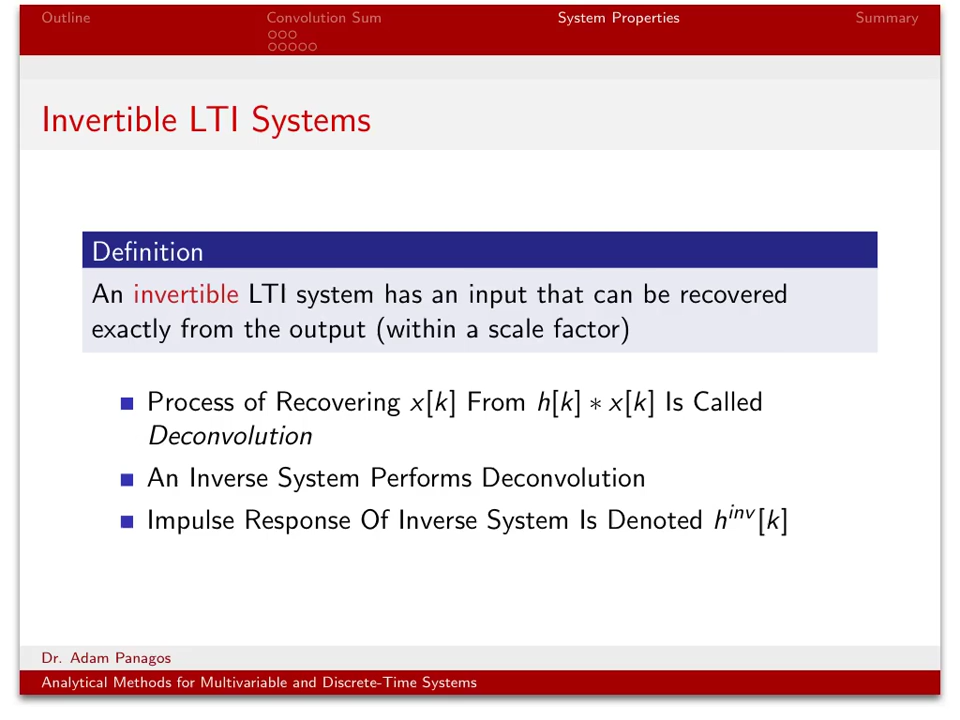 Outline
Convolution Sum
System Properties
Summary
Invertible LTI Systems
Definition
An invertible LTI system has an input that can be recovered
exactly from the output (within a scale factor)
Process of Recovering x[k] From h[k] ∗ x[k] Is Called
Deconvolution
An Inverse System Performs Deconvolution
Impulse Response Of Inverse System Is Denoted h^{inv}[k]
Dr. Adam Panagos
Analytical Methods for Multivariable and Discrete-Time Systems